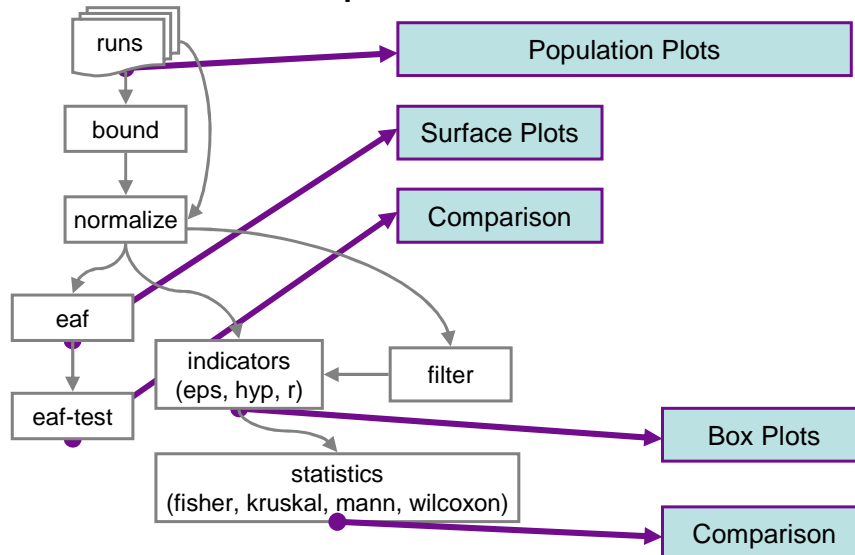 runs
Population Plots
bound
Surface Plots
normalize
Comparison
eaf
indicators
(eps, hyp, r)
filter
eaf-test
Box Plots
statistics
(fisher, kruskal, mann, wilcoxon)
Comparison